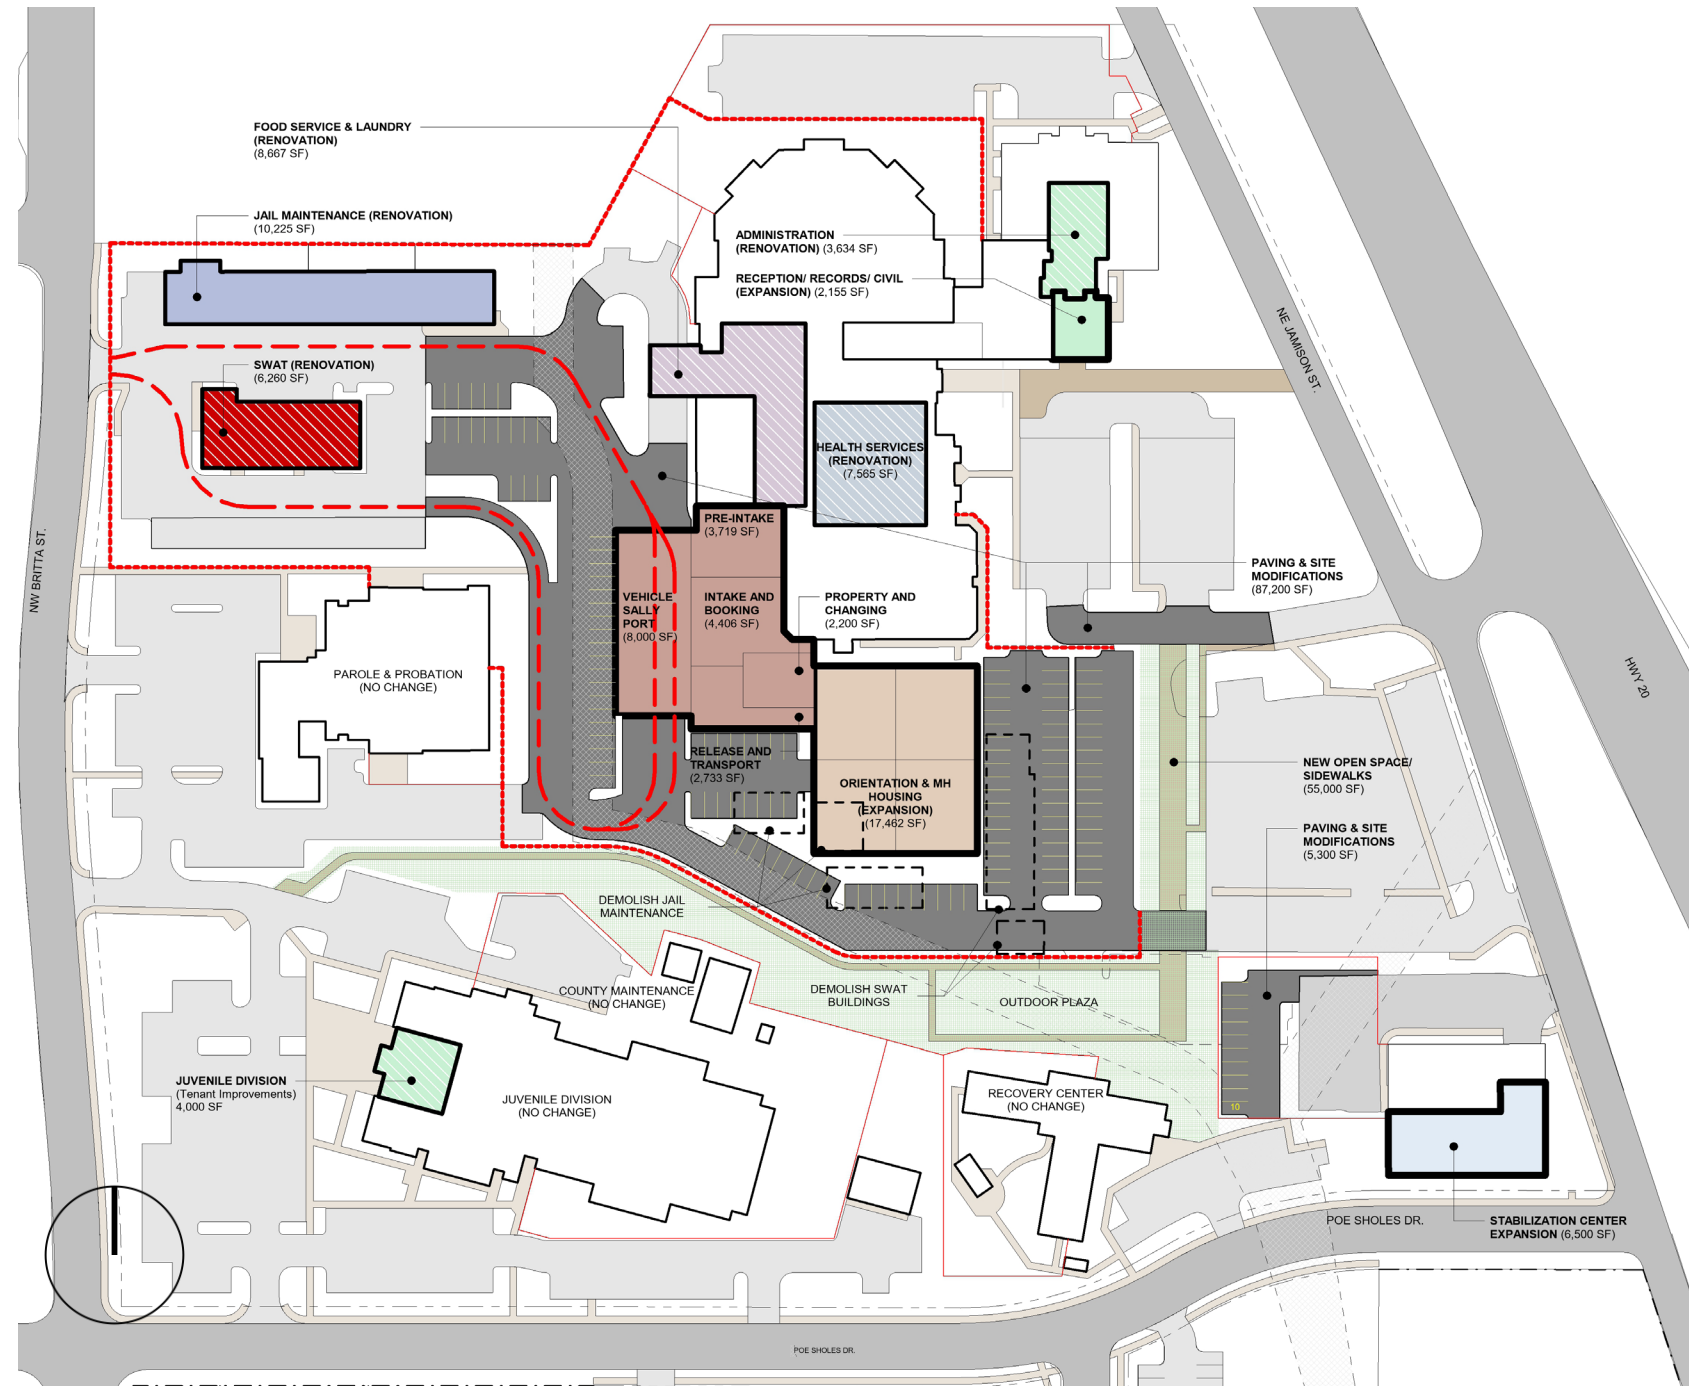 FOOD SERVICE & LAUNDRY
(RENOVATION)
(8,667 SF)
JAIL MAINTENANCE (RENOVATION)
(10,225 SF)
ADMINISTRATION
(RENOVATION) (3,634 SF)
RECEPTION/ RECORDS/ CIVIL
(EXPANSION) (2,155 SF)
NE JAMISON ST.
SWAT (RENOVATION)
(6,260 SF)
HEALTH SERVICES
(RENOVATION)
(7,565 SF)
PRE-INTAKE
(3,719 SF)
NW BRITTA ST.
VEHICLE
SALLY
PORT
(8,000 SF)
INTAKE AND
BOOKING
(4,406 SF)
PROPERTY AND
CHANGING
(2,200 SF)
PAVING & SITE
MODIFICATIONS
(87,200 SF)
PAROLE & PROBATION
(NO CHANGE)
HWY 20
RELEASE AND
TRANSPORT
(2,733 SF)
ORIENTATION & MH
HOUSING
(EXPANSION)
(17,462 SF)
NEW OPEN SPACE/
SIDEWALKS
(55,000 SF)
PAVING & SITE
MODIFICATIONS
(5,300 SF)
DEMOLISH JAIL
MAINTENANCE
COUNTY MAINTENANCE
(NO CHANGE)
DEMOLISH SWAT
BUILDINGS
OUTDOOR PLAZA
JUVENILE DIVISION
(Tenant Improvements)
4,000 SF
JUVENILE DIVISION
(NO CHANGE)
RECOVERY CENTER
(NO CHANGE)
10
POE SHOLES DR.
STABILIZATION CENTER
EXPANSION (6,500 SF)
POE SHOLES DR.